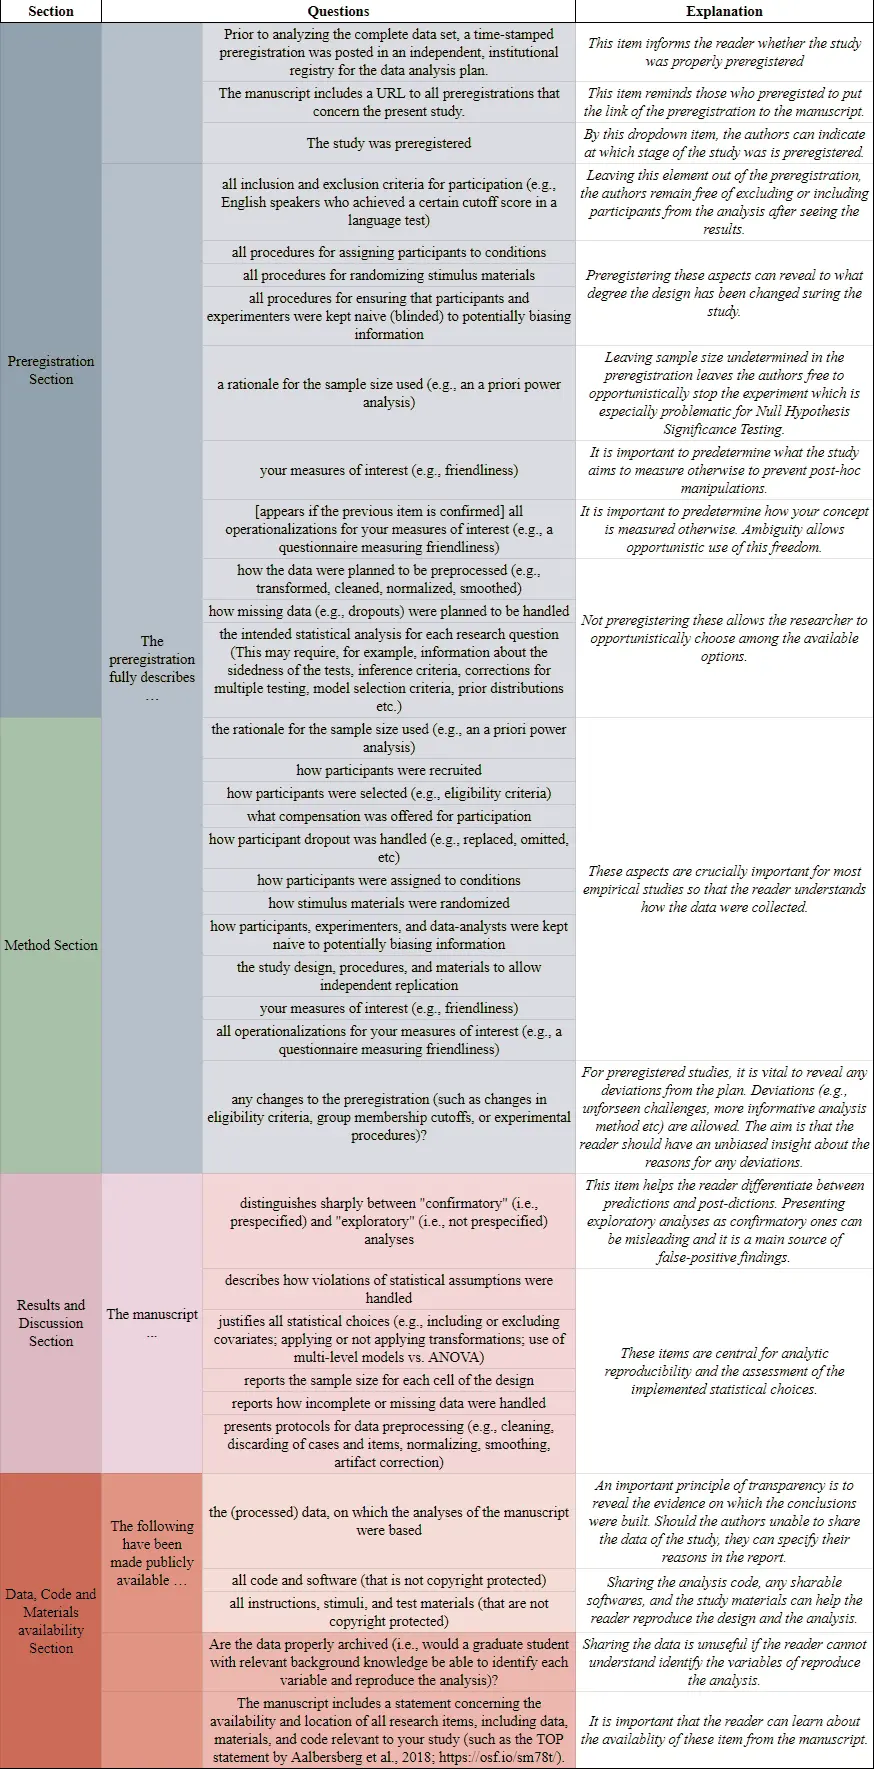 Section
Questions
Explanation
Preregistration
Section
Prior to analyzing the complete data set, a time-stamped
preregistration was posted in an independent, institutional
registry for the data analysis plan.
This item informs the reader whether the study
was properly preregistered
The manuscript includes a URL to all preregistrations that
concern the present study.
This item reminds those who preregisted to put
the link of the preregistration to the manuscript.
The study was preregistered
By this dropdown item, the authors can indicate
at which stage of the study was is preregistered.
The
preregistration
fully describes
…
all inclusion and exclusion criteria for participation (e.g.,
English speakers who achieved a certain cutoff score in a
language test)
Leaving this element out of the preregistration,
the authors remain free of excluding or including
participants from the analysis after seeing the
results.
all procedures for assigning participants to conditions
all procedures for randomizing stimulus materials
all procedures for ensuring that participants and
experimenters were kept naive (blinded) to potentially biasing
information
Preregistering these aspects can reveal to what
degree the design has been changed suring the
study.
a rationale for the sample size used (e.g., an a priori power
analysis)
Leaving sample size undetermined in the
preregistration leaves the authors free to
opportunistically stop the experiment which is
especially problematic for Null Hypothesis
Significance Testing.
your measures of interest (e.g., friendliness)
It is important to predetermine what the study
aims to measure otherwise to prevent post-hoc
manipulations.
[appears if the previous item is confirmed] all
operationalizations for your measures of interest (e.g., a
questionnaire measuring friendliness)
It is important to predetermine how your concept
is measured otherwise. Ambiguity allows
opportunistic use of this freedom.
how the data were planned to be preprocessed (e.g.,
transformed, cleaned, normalized, smoothed)
how missing data (e.g., dropouts) were planned to be handled
the intended statistical analysis for each research question
(This may require, for example, information about the
sidedness of the tests, inference criteria, corrections for
multiple testing, model selection criteria, prior distributions
etc.)
Not preregistering these allows the researcher to
opportunistically choose among the available
options.
Method Section
the rationale for the sample size used (e.g., an a priori power
analysis)
how participants were recruited
how participants were selected (e.g., eligibility criteria)
what compensation was offered for participation
how participant dropout was handled (e.g., replaced, omitted,
etc)
how participants were assigned to conditions
how stimulus materials were randomized
how participants, experimenters, and data-analysts were kept
naive to potentially biasing information
the study design, procedures, and materials to allow
independent replication
your measures of interest (e.g., friendliness)
all operationalizations for your measures of interest (e.g., a
questionnaire measuring friendliness)
These aspects are crucially important for most
empirical studies so that the reader understands
how the data were collected.
any changes to the preregistration (such as changes in
eligibility criteria, group membership cutoffs, or experimental
procedures)?
For preregistered studies, it is vital to reveal any
deviations from the plan. Deviations (e.g.,
unforseen challenges, more informative analysis
method etc) are allowed. The aim is that the
reader should have an unbiased insight about the
reasons for any deviations.
Results and
Discussion
Section
The manuscript
...
distinguishes sharply between "confirmatory" (i.e.,
prespecified) and "exploratory" (i.e., not prespecified)
analyses
This item helps the reader differentiate between
predictions and post-dictions. Presenting
exploratory analyses as confirmatory ones can
be misleading and it is a main source of
false-positive findings.
describes how violations of statistical assumptions were
handled
justifies all statistical choices (e.g., including or excluding
covariates; applying or not applying transformations; use of
multi-level models vs. ANOVA)
reports the sample size for each cell of the design
reports how incomplete or missing data were handled
presents protocols for data preprocessing (e.g., cleaning,
discarding of cases and items, normalizing, smoothing,
artifact correction)
These items are central for analytic
reproducibility and the assessment of the
implemented statistical choices.
Data, Code and
Materials
availability
Section
The following
have been
made publicly
available …
the (processed) data, on which the analyses of the manuscript
were based
An important principle of transparency is to
reveal the evidence on which the conclusions
were built. Should the authors unable to share
the data of the study, they can specify their
reasons in the report.
all code and software (that is not copyright protected)
all instructions, stimuli, and test materials (that are not
copyright protected)
Sharing the analysis code, any sharable
softwares, and the study materials can help the
reader reproduce the design and the analysis.
Are the data properly archived (i.e., would a graduate student
with relevant background knowledge be able to identify each
variable and reproduce the analysis)?
Sharing the data is unuseful if the reader cannot
understand identify the variables of reproduce
the analysis.
The manuscript includes a statement concerning the
availability and location of all research items, including data,
materials, and code relevant to your study (such as the TOP
statement by Aalbersberg et al., 2018; https://osf.io/sm78t/).
It is important that the reader can learn about
the availablity of these item from the manuscript.